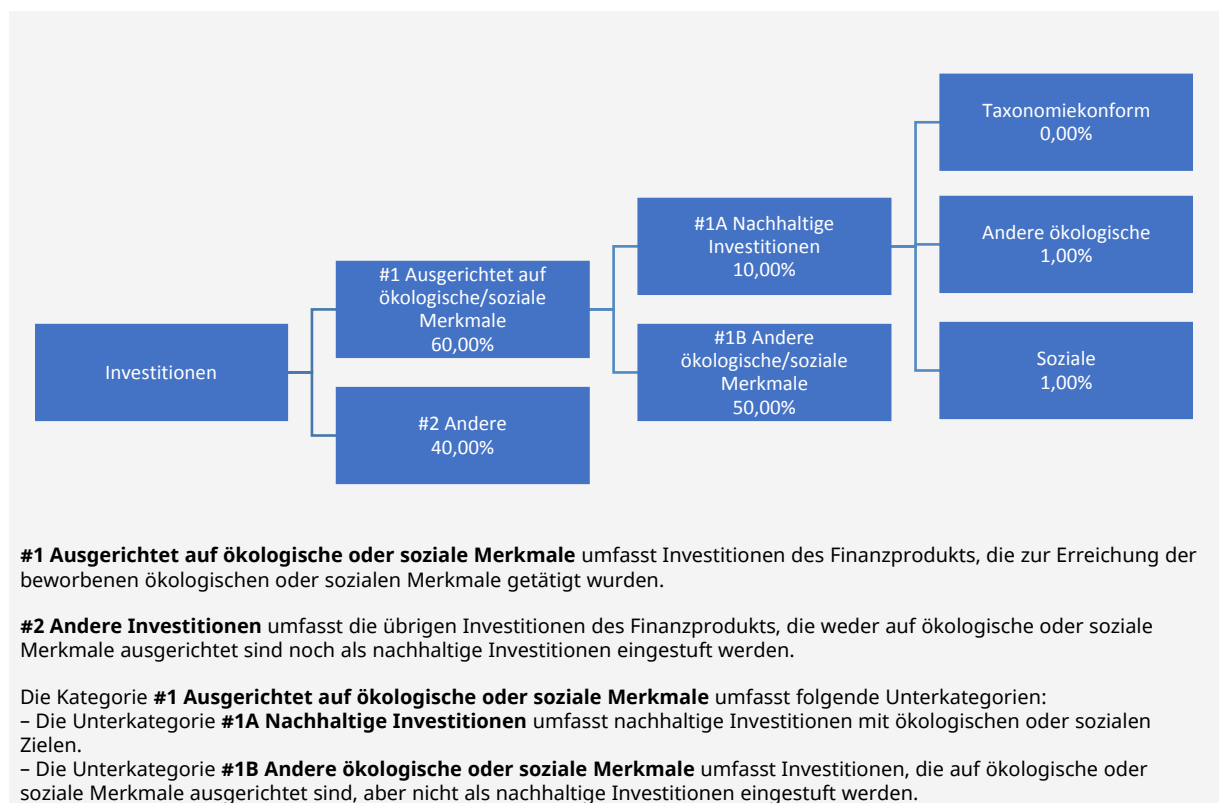 Investitionen
#1 Ausgerichtet auf
ökologische/soziale
Merkmale
60,00%
#2 Andere
40,00%
#1A Nachhaltige
Investitionen
10,00%
#1B Andere
ökologische/soziale
Merkmale
50,00%
Taxonomiekonform
0,00%
Andere ökologische
1,00%
Soziale
1,00%
#1 Ausgerichtet auf ökologische oder soziale Merkmale umfasst Investitionen des Finanzprodukts, die zur Erreichung der
beworbenen ökologischen oder sozialen Merkmale getätigt wurden.
#2 Andere Investitionen umfasst die übrigen Investitionen des Finanzprodukts, die weder auf ökologische oder soziale
Merkmale ausgerichtet sind noch als nachhaltige Investitionen eingestuft werden.
Die Kategorie #1 Ausgerichtet auf ökologische oder soziale Merkmale umfasst folgende Unterkategorien:
– Die Unterkategorie #1A Nachhaltige Investitionen umfasst nachhaltige Investitionen mit ökologischen oder sozialen
Zielen.
– Die Unterkategorie #1B Andere ökologische oder soziale Merkmale umfasst Investitionen, die auf ökologische oder
soziale Merkmale ausgerichtet sind, aber nicht als nachhaltige Investitionen eingestuft werden.